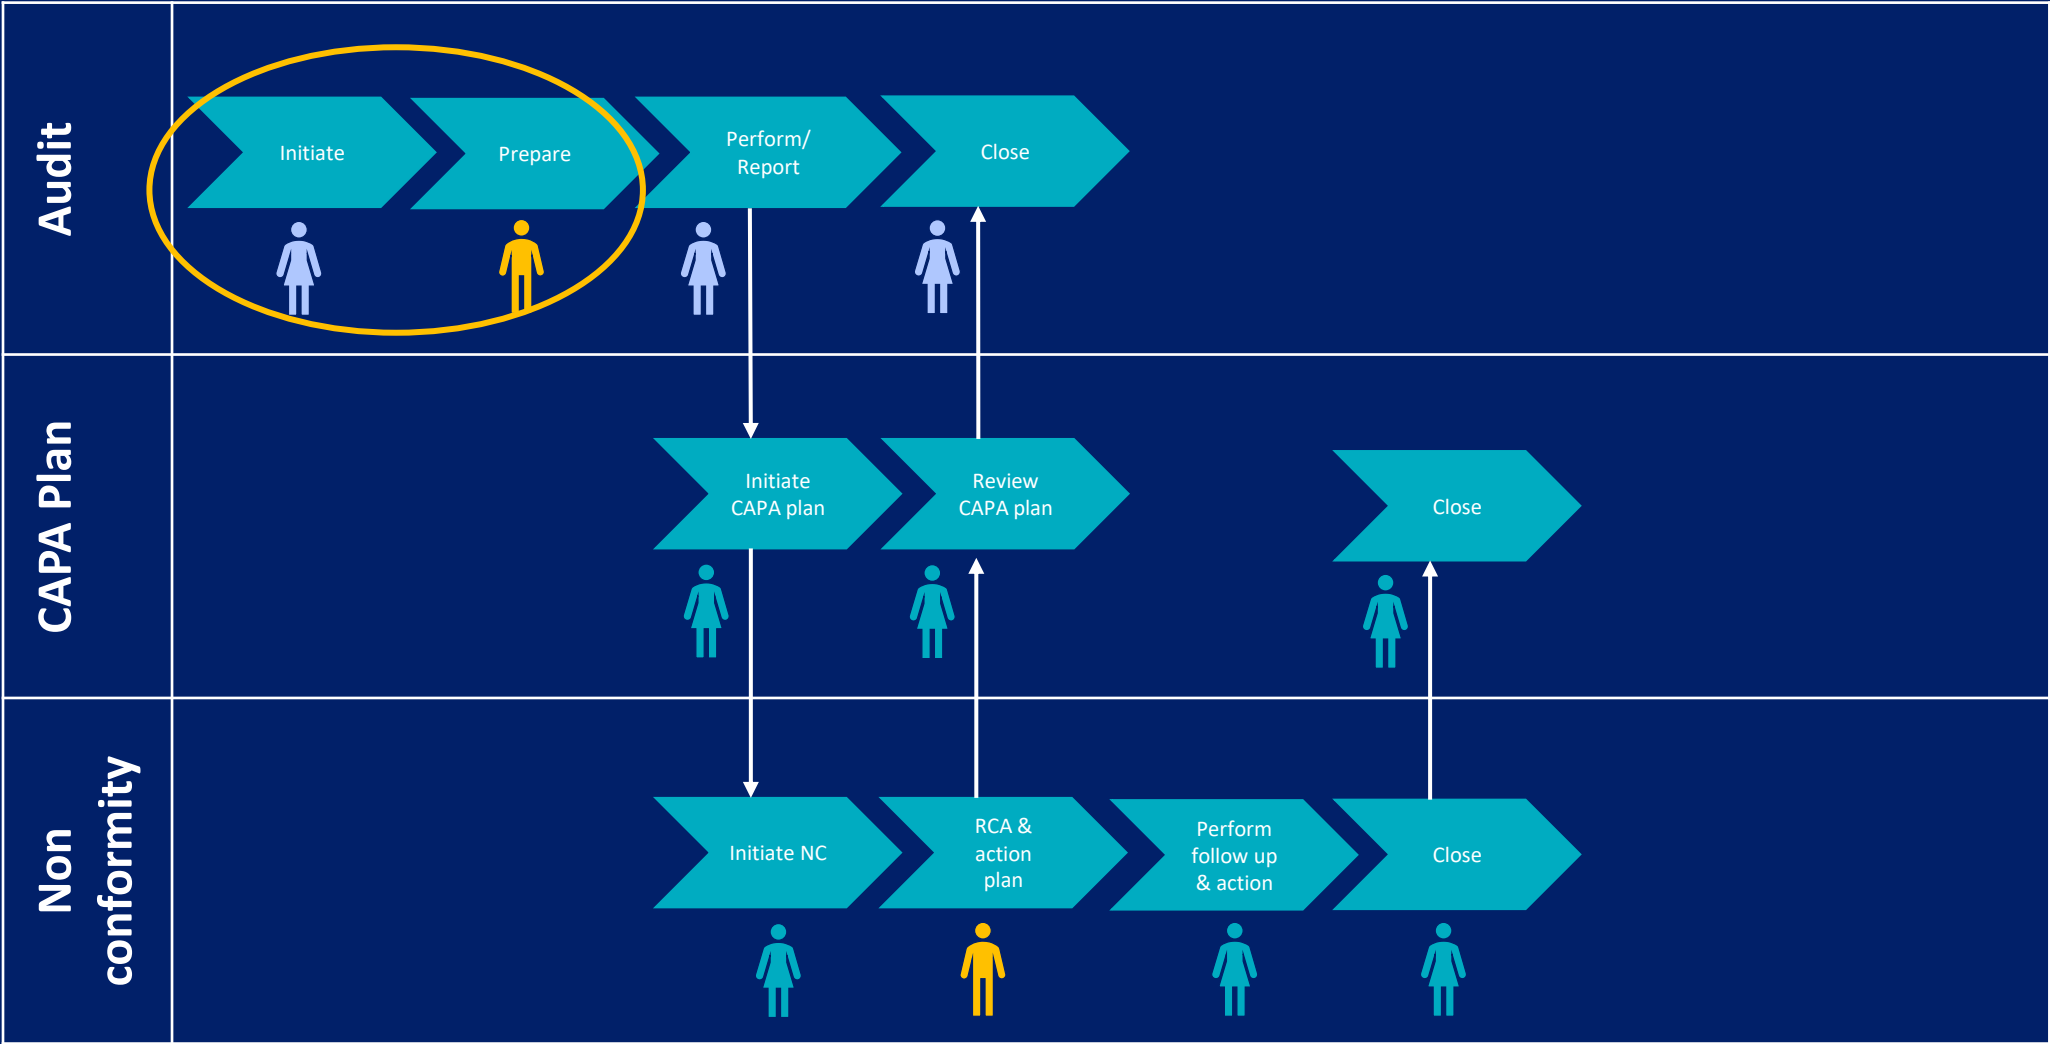 Audit
Initiate
Prepare
Perform/
Report
Close
CAPA Plan
Initiate
CAPA plan
Review
CAPA plan
Close
Non
conformity
Initiate NC
RCA &
action
plan
Perform
follow up
& action
Close